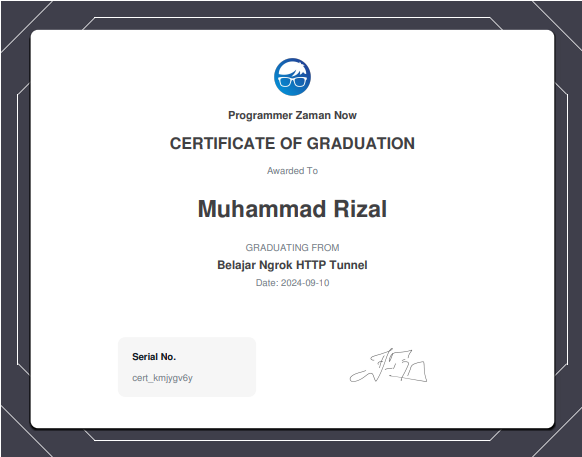 Programmer Zaman Now
CERTIFICATE OF GRADUATION
Awarded To
Muhammad Rizal
GRADUATING FROM
Belajar Ngrok HTTP Tunnel
Date: 2024-09-10
Serial No.
cert_kmjygv6y